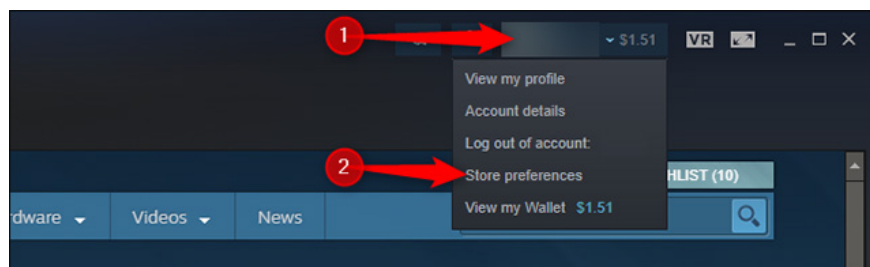 1
$1.51 VR
View my profile
Account details
Log out of account:
2
Store preferences
HLIST (10)
View my Wallet $1.51
dware Videos News